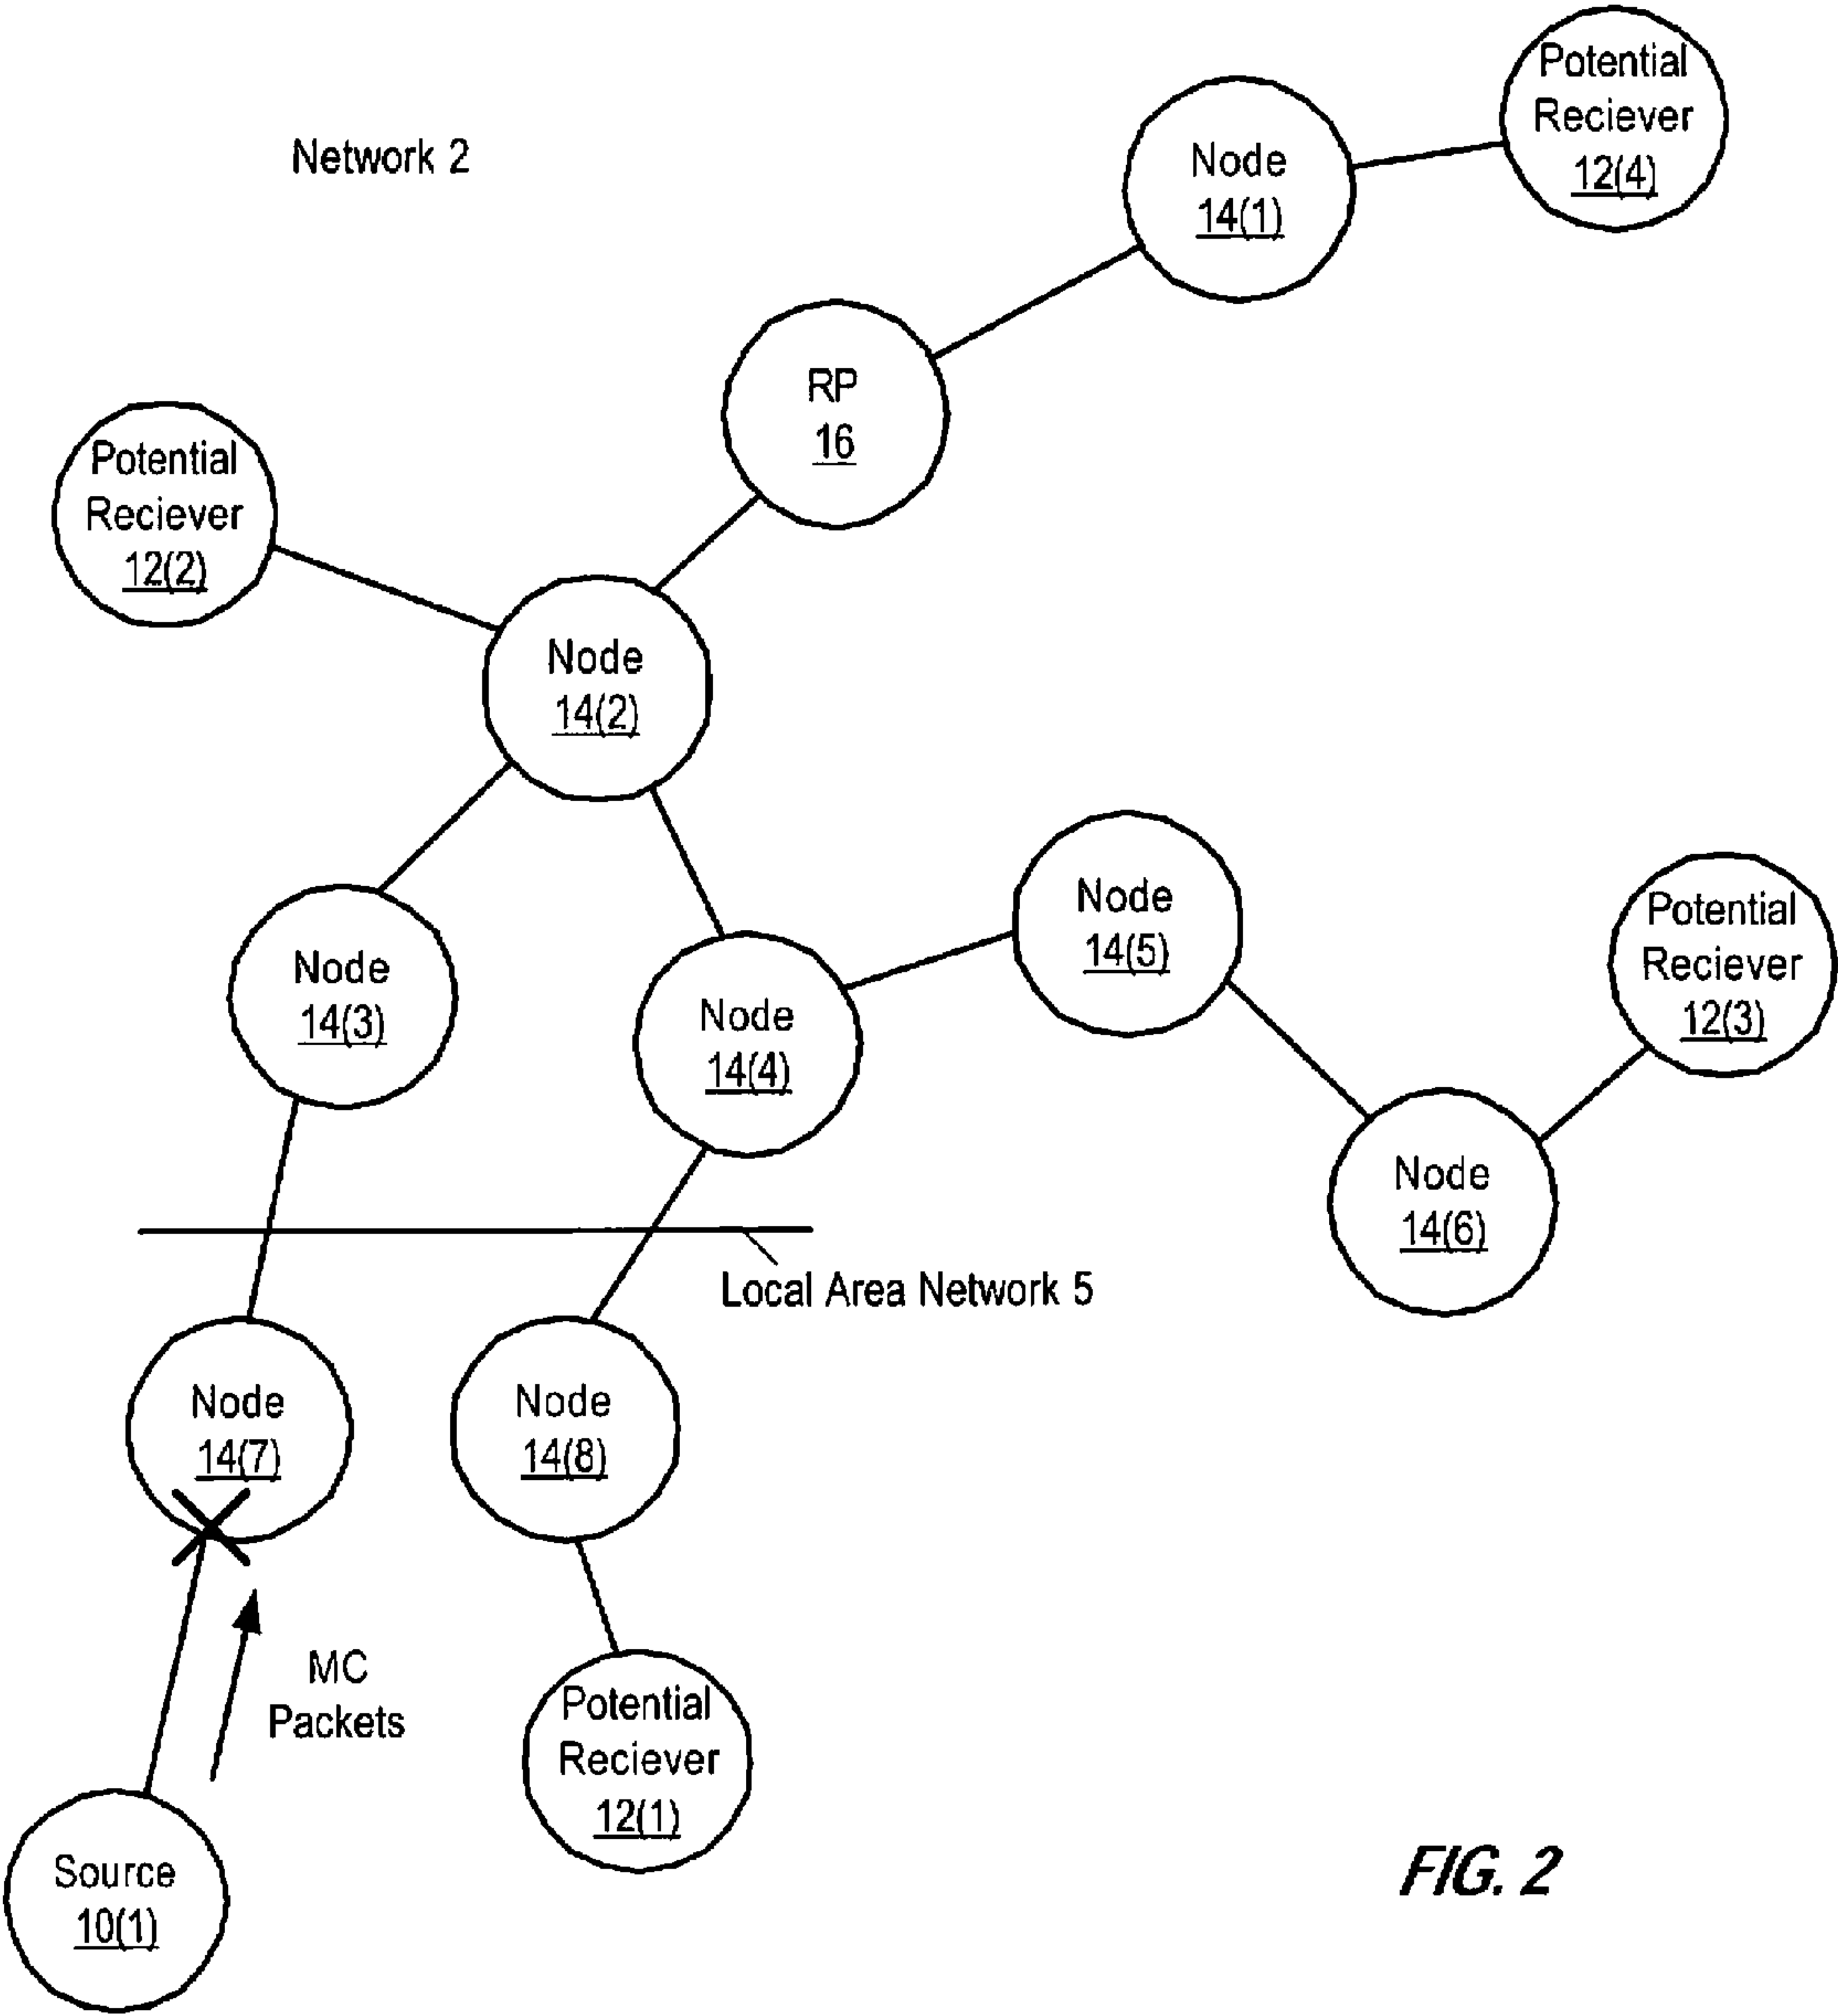 Potential
Reciever
12(4)
Network 2
Node
14(1)
RP
16
Potential
Reciever
12(2)
Node
14(2)
Node
14(5)
Potential
Reciever
12(3)
Node
14(3)
Node
14(4)
Node
14(6)
Local Area Network 5
Node
14(7)
Node
14(8)
MC
Packets
Potential
Reciever
12(1)
Source
10(1)
FIG. 2